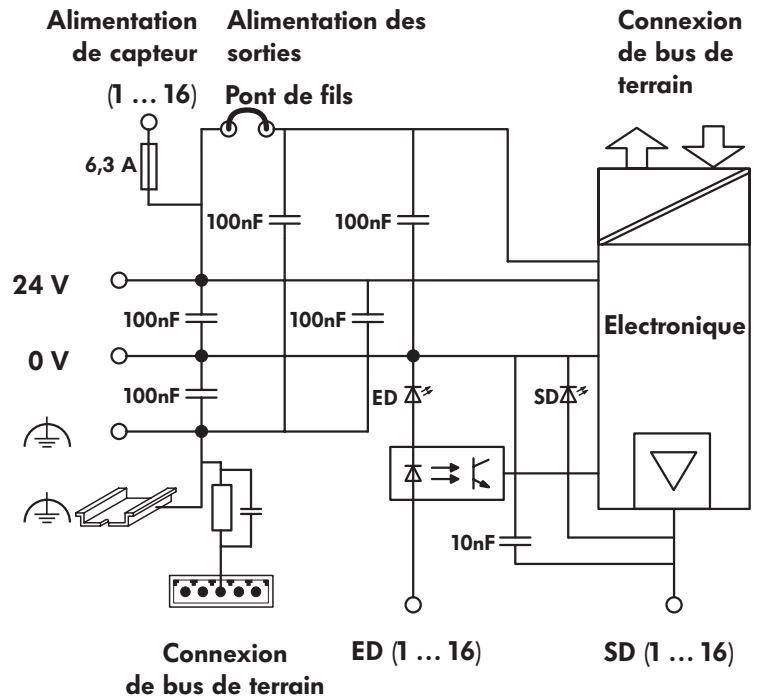 Alimentation
de capteur
(1 ... 16)
Alimentation des
sorties
Pont de fils
Connexion
de bus de
terrain
6,3 A
100nF
100nF
24 V
100nF
100nF
Electronique
0 V
100nF
ED
SD
10nF
Connexion
de bus de terrain
ED (1 ... 16)
SD (1 ... 16)